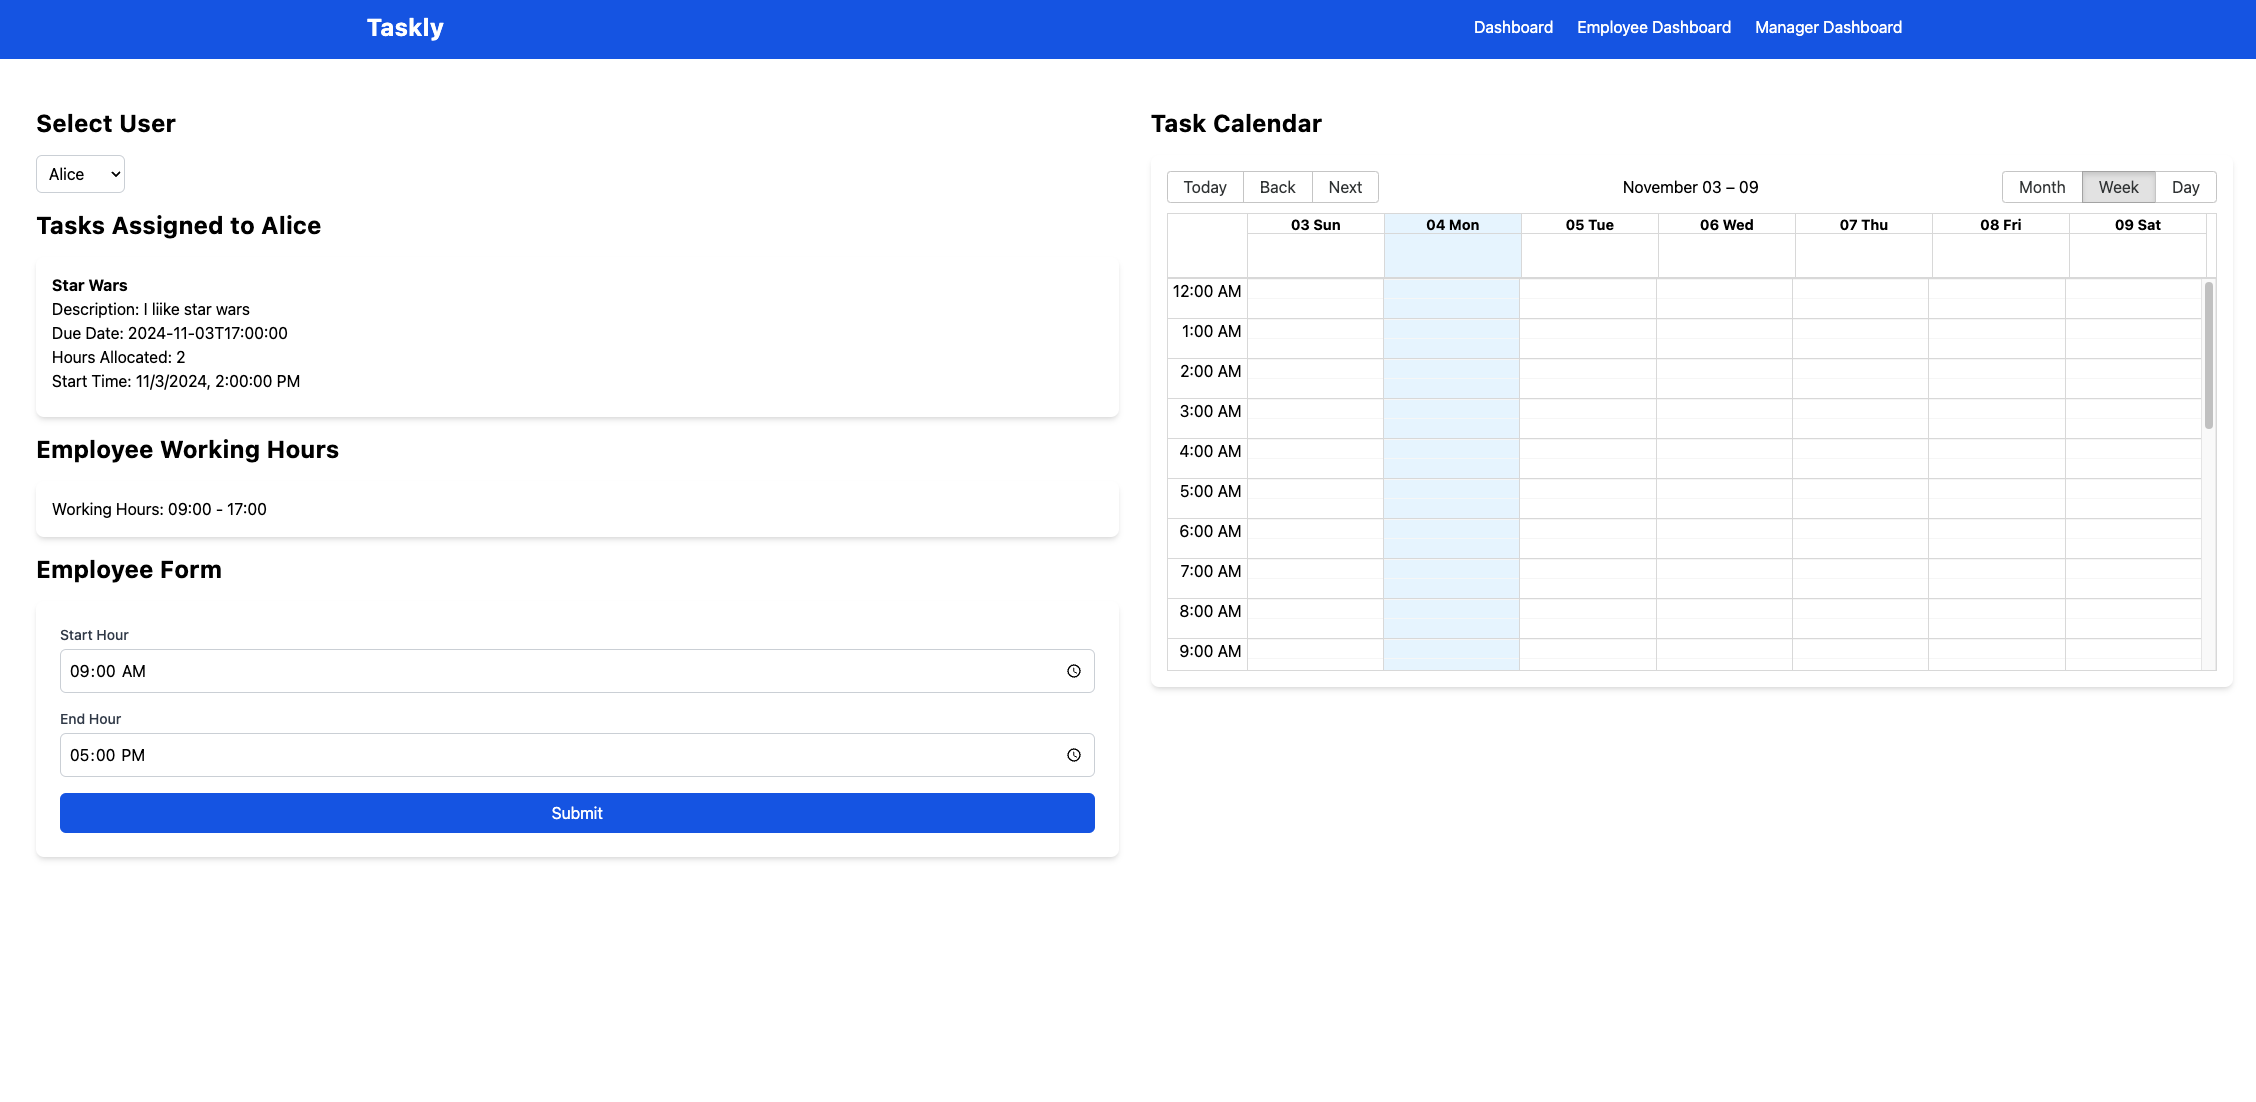 Taskly
Dashboard Employee Dashboard Manager Dashboard
Select User
Alice
Tasks Assigned to Alice
Star Wars
Description: I liike star wars
Due Date: 2024-11-03T17:00:00
Hours Allocated: 2
Start Time: 11/3/2024, 2:00:00 PM
Employee Working Hours
Working Hours: 09:00 - 17:00
Employee Form
Start Hour
09:00 AM
End Hour
05:00 PM
Submit
Task Calendar
Today Back Next
November 03 – 09
Month Week Day
03 Sun 04 Mon 05 Tue 06 Wed 07 Thu 08 Fri 09 Sat
12:00 AM
1:00 AM
2:00 AM
3:00 AM
4:00 AM
5:00 AM
6:00 AM
7:00 AM
8:00 AM
9:00 AM